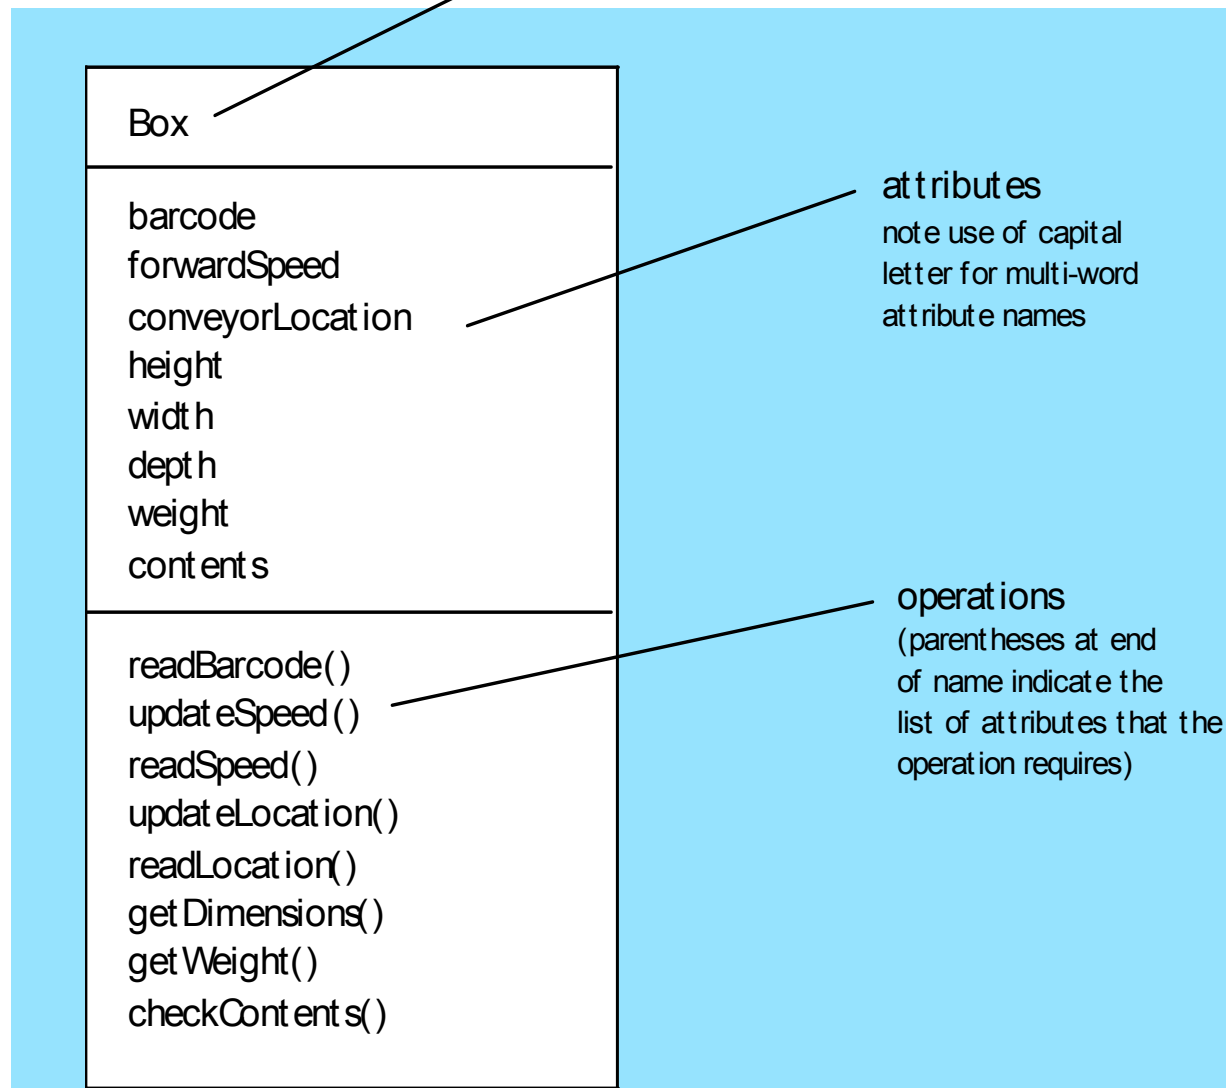 Box
barcode
forwardSpeed
conveyorLocation
height
width
depth
weight
contents
readBarcode()
updateSpeed()
readSpeed()
updateLocation()
readLocation()
getDimensions()
getWeight()
checkContents()
attributes
note use of capital
letter for multi-word
attribute names
operations
(parentheses at end
of name indicate the
list of attributes that the
operation requires)